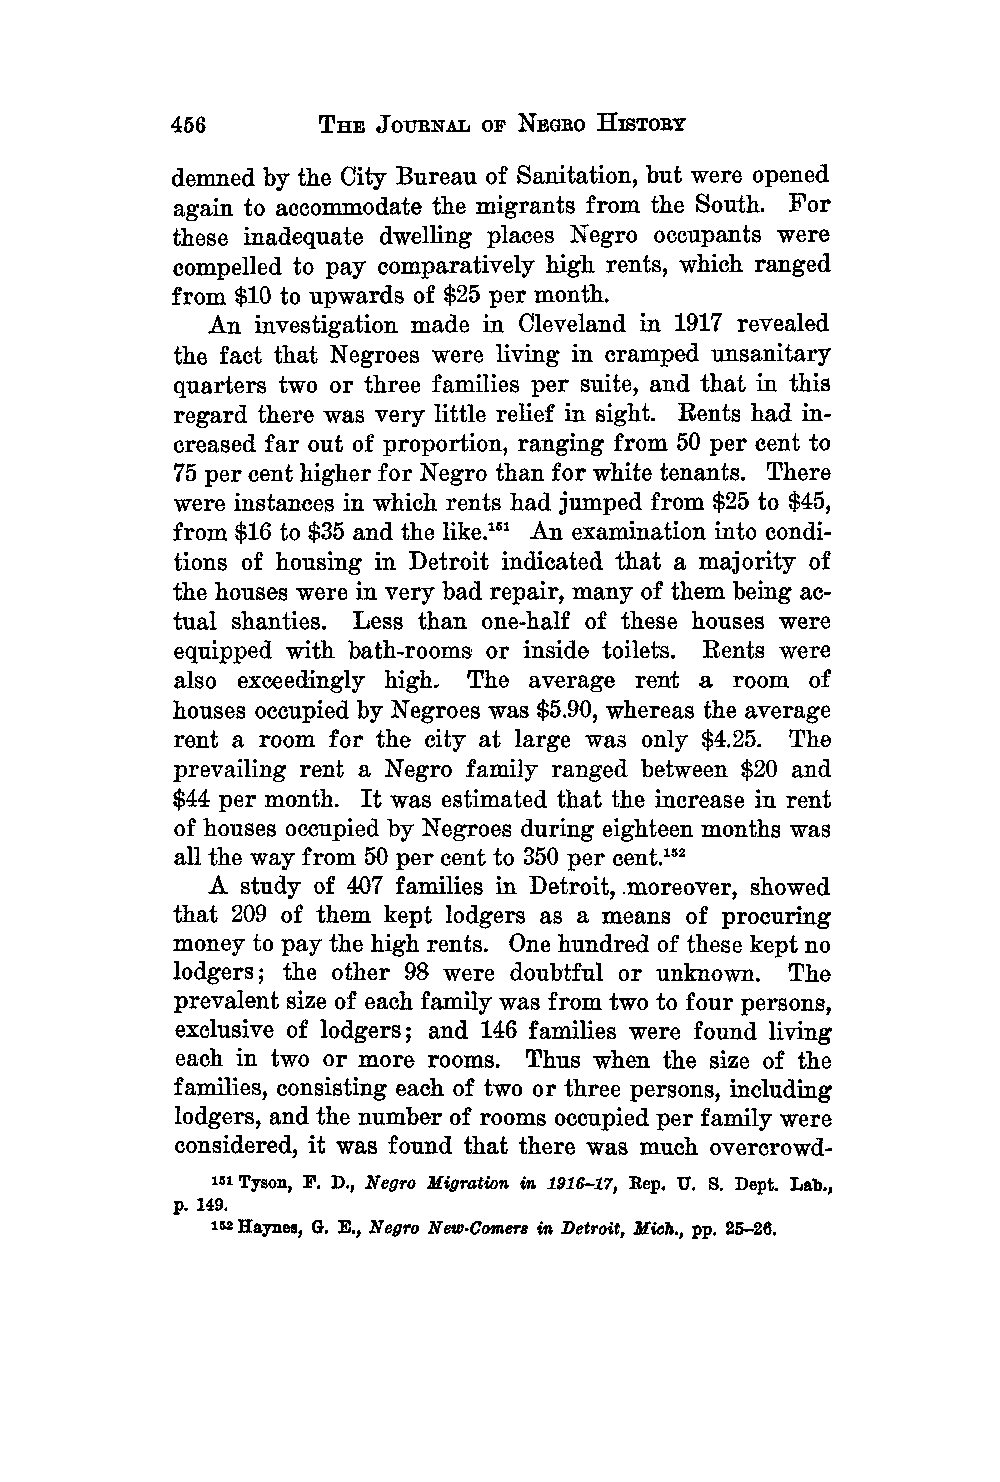 456 THE JOURNAL OF NEGRO HISTORY
demned by the City Bureau of Sanitation, but were opened
again to accommodate the migrants from the South. For
these inadequate dwelling places Negro occupants were
compelled to pay comparatively high rents, which ranged
from $10 to upwards of $25 per month.
An investigation made in Cleveland in 1917 revealed
the fact that Negroes were living in cramped unsanitary
quarters two or three families per suite, and that in this
regard there was very little relief in sight. Rents had in-
creased far out of proportion, ranging from 50 per cent to
75 per cent higher for Negro than for white tenants. There
were instances in which rents had jumped from $25 to $45,
from $16 to $35 and the like.¹⁵¹ An examination into condi-
tions of housing in Detroit indicated that a majority of
the houses were in very bad repair, many of them being ac-
tual shanties. Less than one-half of these houses were
equipped with bath-rooms or inside toilets. Rents were
also exceedingly high. The average rent a room of
houses occupied by Negroes was $5.90, whereas the average
rent a room for the city at large was only $4.25. The
prevailing rent a Negro family ranged between $20 and
$44 per month. It was estimated that the increase in rent
of houses occupied by Negroes during eighteen months was
all the way from 50 per cent to 350 per cent.¹⁵²
A study of 407 families in Detroit, moreover, showed
that 209 of them kept lodgers as a means of procuring
money to pay the high rents. One hundred of these kept no
lodgers; the other 98 were doubtful or unknown. The
prevalent size of each family was from two to four persons,
exclusive of lodgers; and 146 families were found living
each in two or more rooms. Thus when the size of the
families, consisting each of two or three persons, including
lodgers, and the number of rooms occupied per family were
considered, it was found that there was much overcrowd-
¹⁵¹ Tyson, F. D., Negro Migration in 1916–17, Rep. U. S. Dept. Lab.,
p. 149.
¹⁵² Haynes, G. E., Negro New-Comers in Detroit, Mich., pp. 25–26.